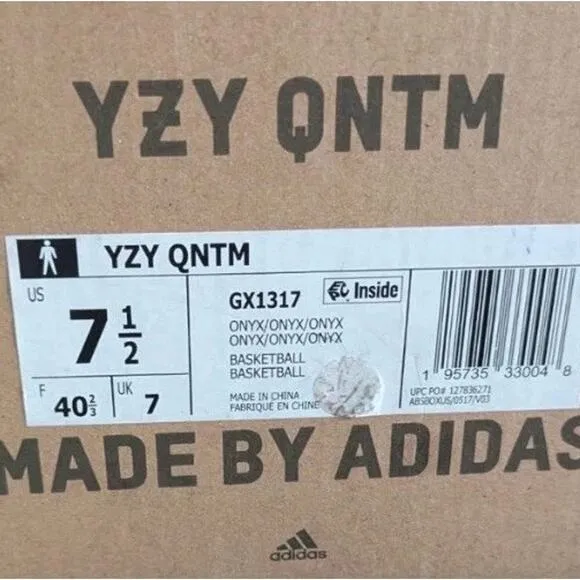 YZY QNTM
YZY QNTM
US
7 1/2
F
40 2/3
UK
7
GX1317
Inside
ONYX/ONYX/ONYX
ONYX/ONYX/ONYX
BASKETBALL
BASKETBALL
MADE IN CHINA
FABRIQUE EN CHINE
1 95735 33004 8
UPC PO# 127836271
ABSBOXUS/0517/V03
MADE BY ADIDAS
adidas